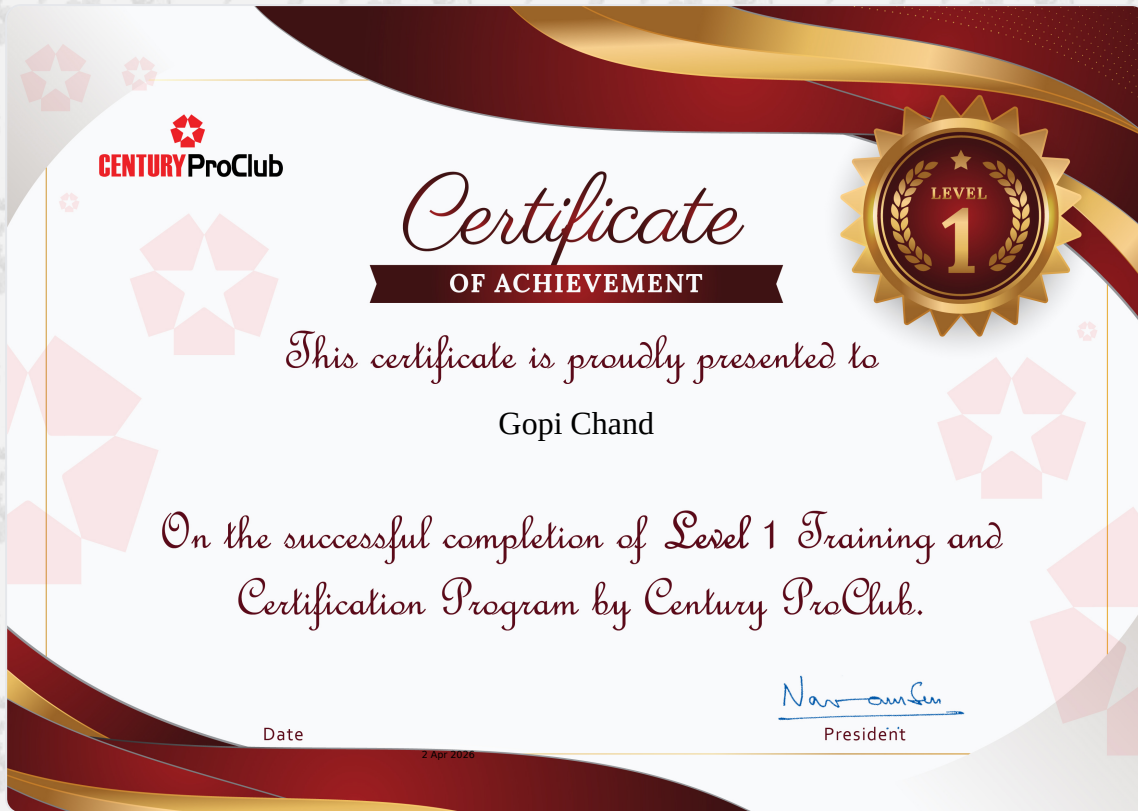 CENTURY ProClub
LEVEL
1
Certificate
OF ACHIEVEMENT
This certificate is proudly presented to
Gopi Chand
On the successful completion of Level 1 Training and
Certification Program by Century ProClub.
Date
President
2 Apr 2026